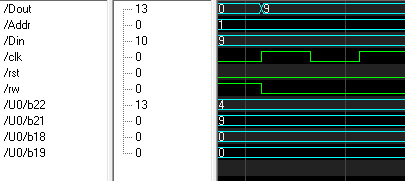 /Dout 13 0 9
/Addr 0 1
/Din 10 9
/clk 0
/rst 0
/rw 0
/U0/b22 13 4
/U0/b21 0 9
/U0/b18 0 0
/U0/b19 0 0